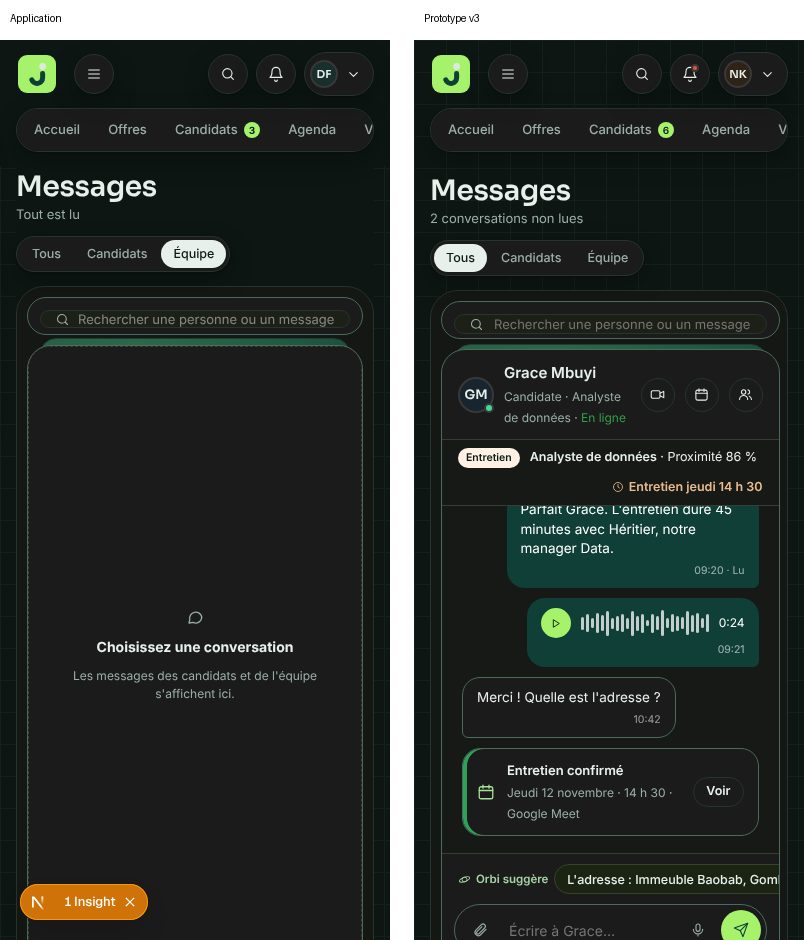 Application
DF
Accueil Offres Candidats 3 Agenda V
Messages
Tout est lu
Tous Candidats Équipe
Rechercher une personne ou un message
Choisissez une conversation
Les messages des candidats et de l'équipe
s'affichent ici.
N 1 Insight
Prototype v3
NK
Accueil Offres Candidats 6 Agenda V
Messages
2 conversations non lues
Tous Candidats Équipe
Rechercher une personne ou un message
GM
Grace Mbuyi
Candidate · Analyste
de données · En ligne
Entretien Analyste de données · Proximité 86 %
Entretien jeudi 14 h 30
Parfait Grace. L'entretien dure 45
minutes avec Héritier, notre
manager Data.
09:20 · Lu
0:24
09:21
Merci ! Quelle est l'adresse ?
10:42
Entretien confirmé
Jeudi 12 novembre · 14 h 30 ·
Google Meet
Voir
Orbi suggère L'adresse : Immeuble Baobab, Gom
Écrire à Grace...